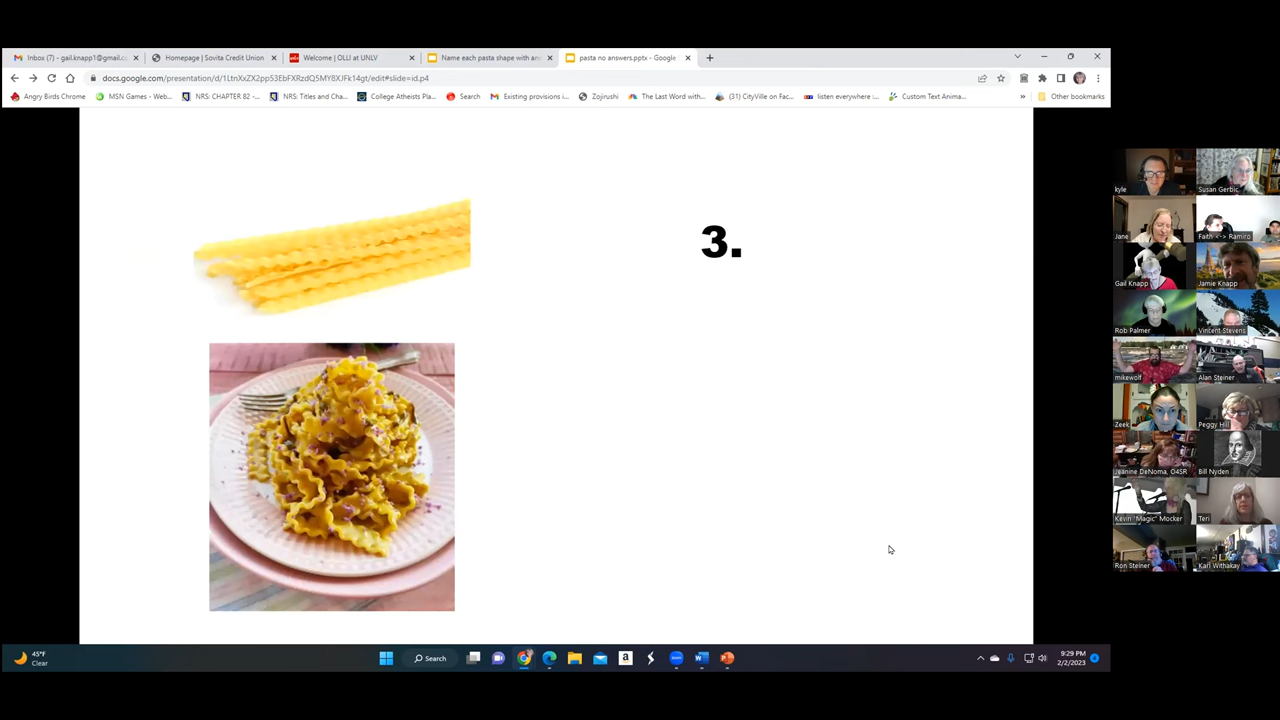 Inbox (7) - gail.knapp1@gmail.c
Homepage | Sovita Credit Union
Welcome | OLLI at UNLV
Name each pasta shape with an
pasta no answers.pptx - Google
docs.google.com/presentation/d/1LtnXxZX2pp53EbFXRzdQ5MY8XJFk14gt/edit#slide=id.p4
Angry Birds Chrome
MSN Games - Web...
NRS: CHAPTER 82 -...
NRS: Titles and Cha...
College Atheists Pla...
Search
Existing provisions i...
Zojirushi
The Last Word with...
(31) CityVille on Fac...
listen everywhere :...
Custom Text Animat...
»
Other bookmarks
3.
kyle
Susan Gerbic
Jane
Faith <-> Ramiro
Gail Knapp
Jamie Knapp
Rob Palmer
Vincent Stevens
mikewolf
Alan Steiner
Zeek
Peggy Hill
Jeanine DeNoma, O4SR
Bill Nyden
Kevin "Magic" Mocker
Teri
Ron Steiner
Karl Withakay
45°F
Clear
Search
9:29 PM
2/2/2023
4